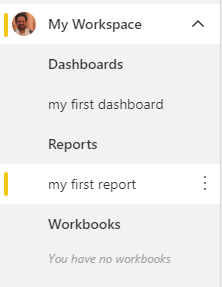 My Workspace
Dashboards
my first dashboard
Reports
my first report
Workbooks
You have no workbooks